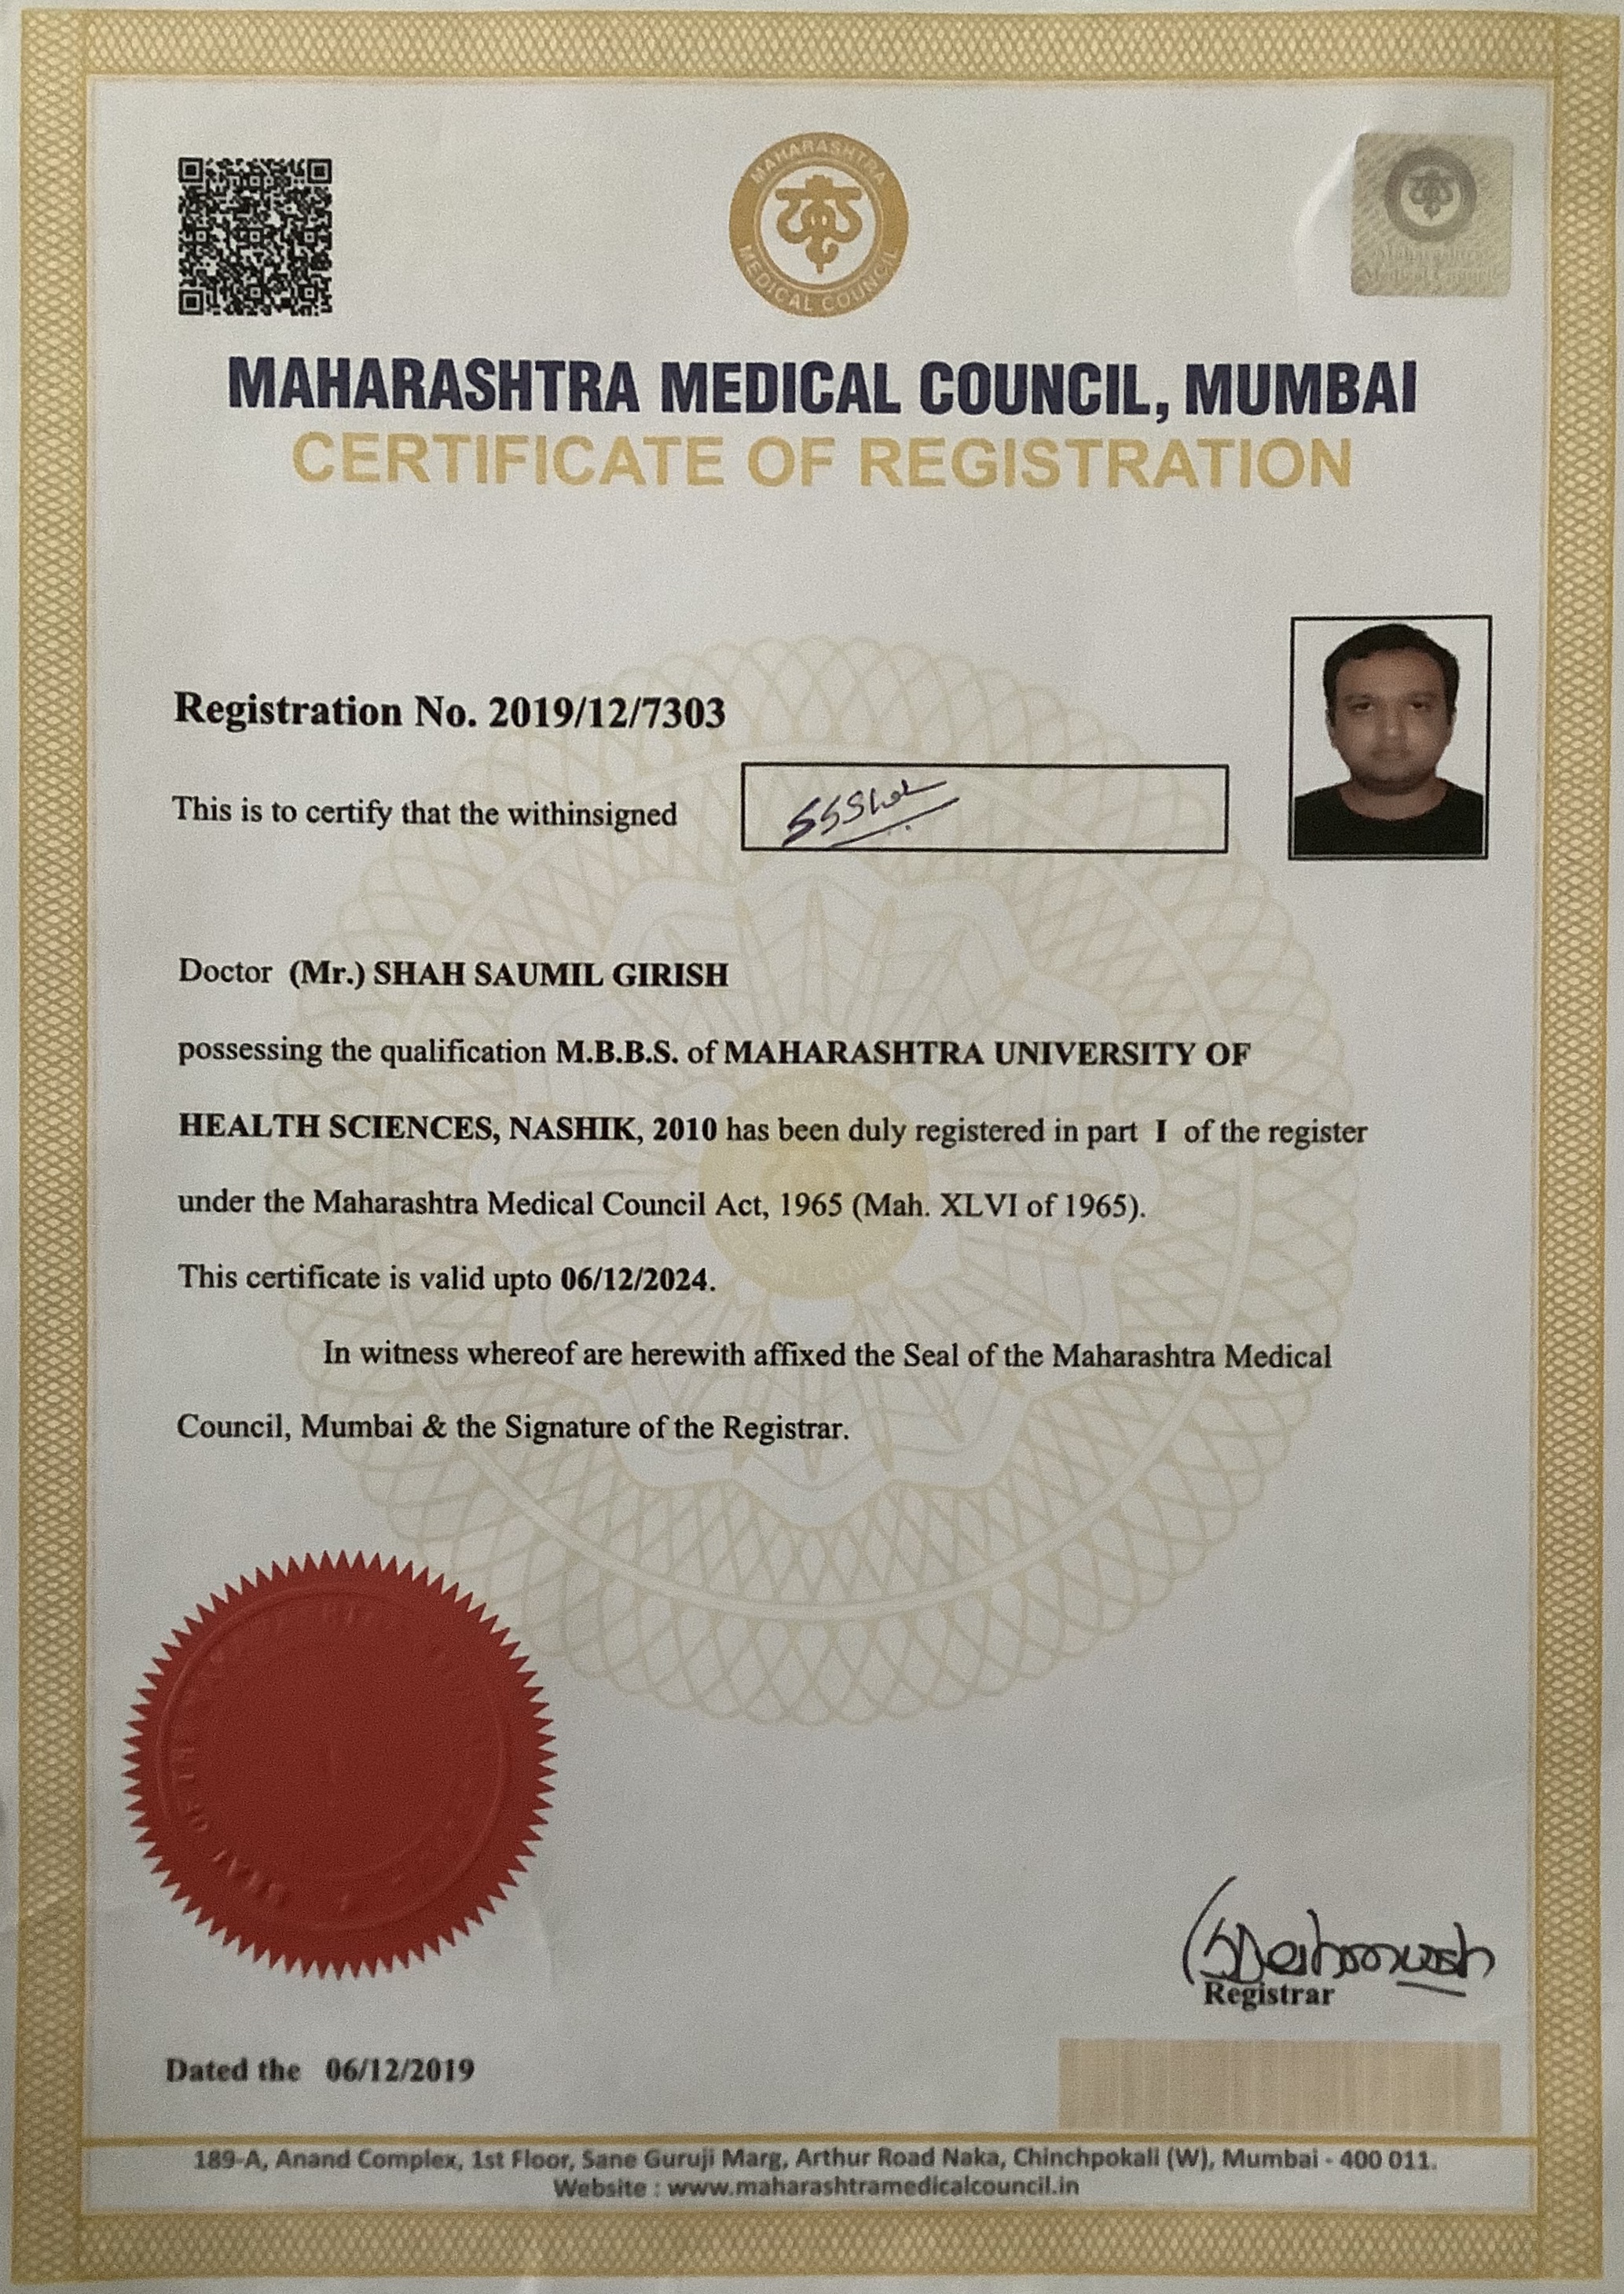 MAHARASHTRA
MEDICAL COUNCIL
Maharashtra
Medical Council
MAHARASHTRA MEDICAL COUNCIL, MUMBAI
CERTIFICATE OF REGISTRATION
Registration No. 2019/12/7303
This is to certify that the withinsigned
SSShah
Doctor (Mr.) SHAH SAUMIL GIRISH
possessing the qualification M.B.B.S. of MAHARASHTRA UNIVERSITY OF
HEALTH SCIENCES, NASHIK, 2010 has been duly registered in part I of the register
under the Maharashtra Medical Council Act, 1965 (Mah. XLVI of 1965).
This certificate is valid upto 06/12/2024.
In witness whereof are herewith affixed the Seal of the Maharashtra Medical
Council, Mumbai & the Signature of the Registrar.
SEAL OF THE
Registrar
Dated the 06/12/2019
189-A, Anand Complex, 1st Floor, Sane Guruji Marg, Arthur Road Naka, Chinchpokali (W), Mumbai - 400 011.
Website : www.maharashtramedicalcouncil.in